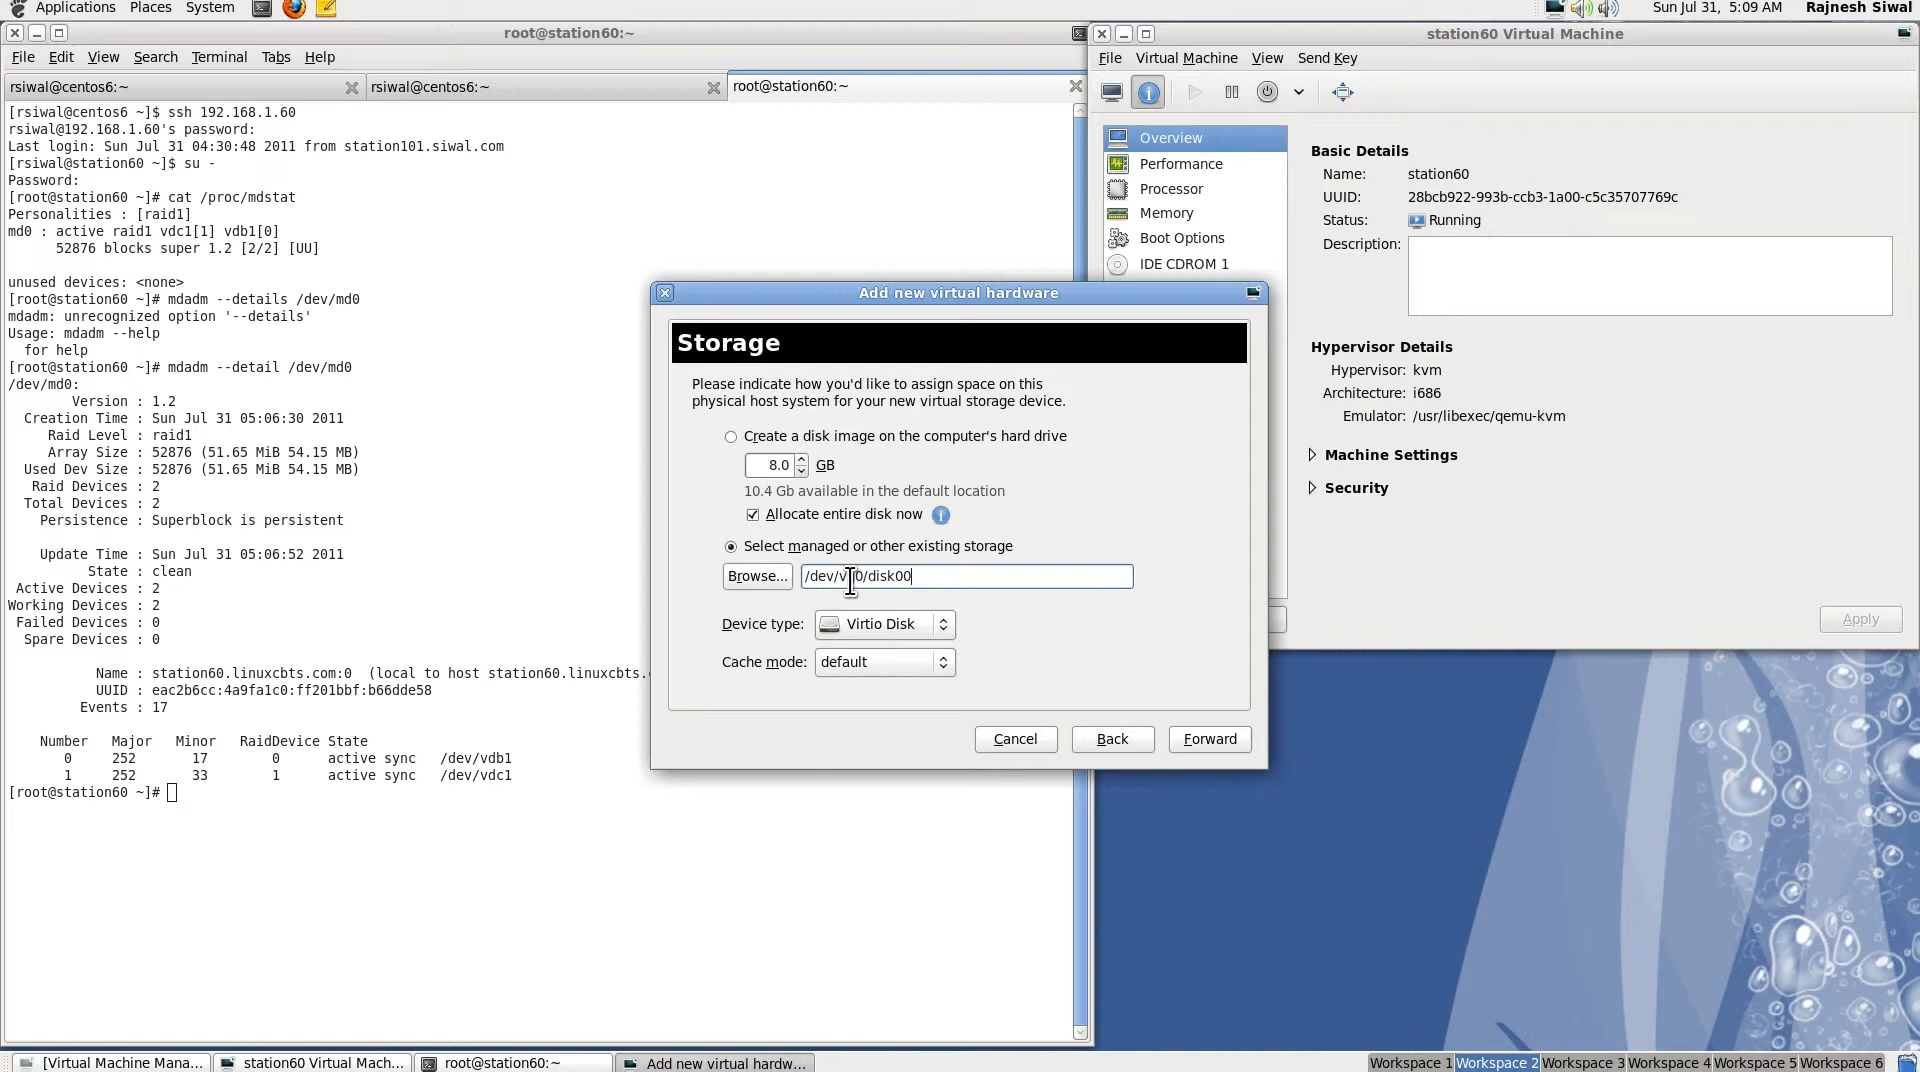 Applications Places System
Sun Jul 31, 5:09 AM Rajnesh Siwal
root@station60:~
File Edit View Search Terminal Tabs Help
rsiwal@centos6:~
rsiwal@centos6:~
root@station60:~
[rsiwal@centos6 ~]$ ssh 192.168.1.60
rsiwal@192.168.1.60's password:
Last login: Sun Jul 31 04:30:48 2011 from station101.siwal.com
[rsiwal@station60 ~]$ su -
Password:
[root@station60 ~]# cat /proc/mdstat
Personalities : [raid1]
md0 : active raid1 vdc1[1] vdb1[0]
52876 blocks super 1.2 [2/2] [UU]
unused devices: <none>
[root@station60 ~]# mdadm --details /dev/md0
mdadm: unrecognized option '--details'
Usage: mdadm --help
for help
[root@station60 ~]# mdadm --detail /dev/md0
/dev/md0:
Version : 1.2
Creation Time : Sun Jul 31 05:06:30 2011
Raid Level : raid1
Array Size : 52876 (51.65 MiB 54.15 MB)
Used Dev Size : 52876 (51.65 MiB 54.15 MB)
Raid Devices : 2
Total Devices : 2
Persistence : Superblock is persistent
Update Time : Sun Jul 31 05:06:52 2011
State : clean
Active Devices : 2
Working Devices : 2
Failed Devices : 0
Spare Devices : 0
Name : station60.linuxcbts.com:0 (local to host station60.linuxcbts.
UUID : eac2b6cc:4a9fa1c0:ff201bbf:b66dde58
Events : 17
Number Major Minor RaidDevice State
0 252 17 0 active sync /dev/vdb1
1 252 33 1 active sync /dev/vdc1
[root@station60 ~]#
station60 Virtual Machine
File Virtual Machine View Send Key
Overview
Performance
Processor
Memory
Boot Options
IDE CDROM 1
Basic Details
Name: station60
UUID: 28bcb922-993b-ccb3-1a00-c5c35707769c
Status: Running
Description:
Hypervisor Details
Hypervisor: kvm
Architecture: i686
Emulator: /usr/libexec/qemu-kvm
Machine Settings
Security
Apply
Add new virtual hardware
Storage
Please indicate how you'd like to assign space on this
physical host system for your new virtual storage device.
Create a disk image on the computer's hard drive
8.0 GB
10.4 Gb available in the default location
Allocate entire disk now
Select managed or other existing storage
Browse...
Device type: Virtio Disk
Cache mode: default
Cancel Back Forward
[Virtual Machine Mana...
station60 Virtual Mach...
root@station60:~
Add new virtual hardw...
Workspace 1 Workspace 2 Workspace 3 Workspace 4 Workspace 5 Workspace 6